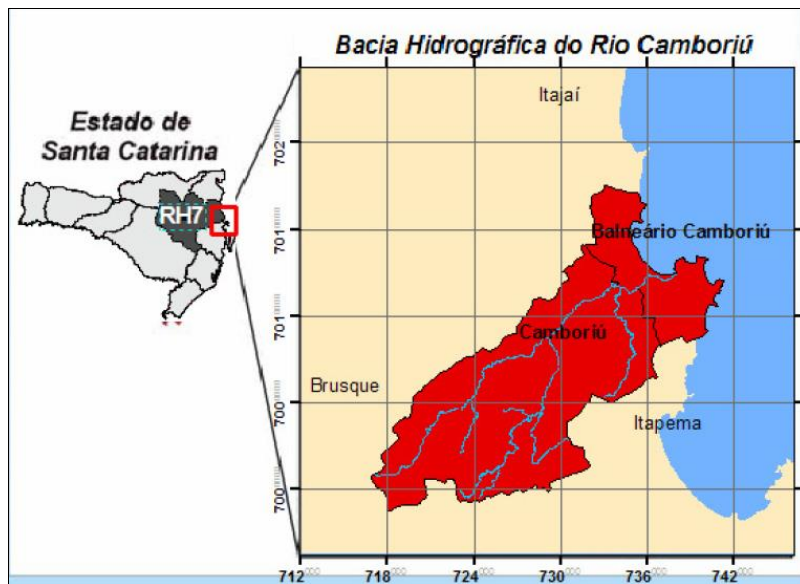 Bacia Hidrográfica do Rio Camboriú
Estado de
Santa Catarina
RH7
Itajaí
Balneário Camboriú
Camboriú
Brusque
Itapema
702
701
701
700
700
712
718
724
730
736
742